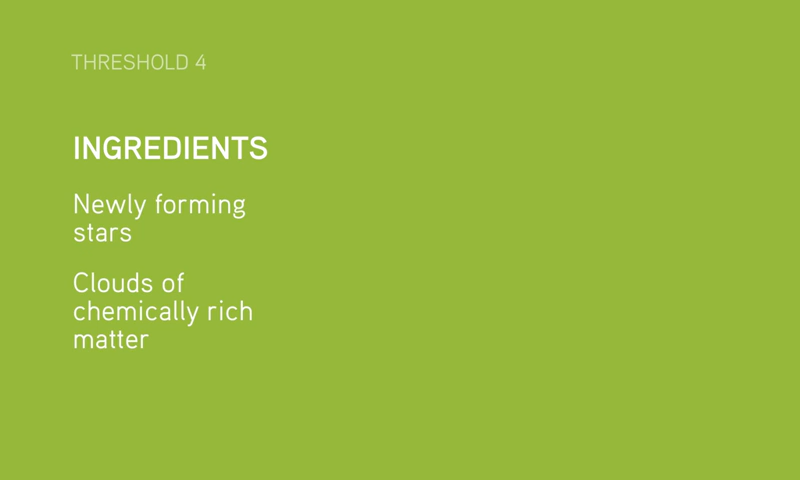 THRESHOLD 4
INGREDIENTS
Newly forming
stars
Clouds of
chemically rich
matter